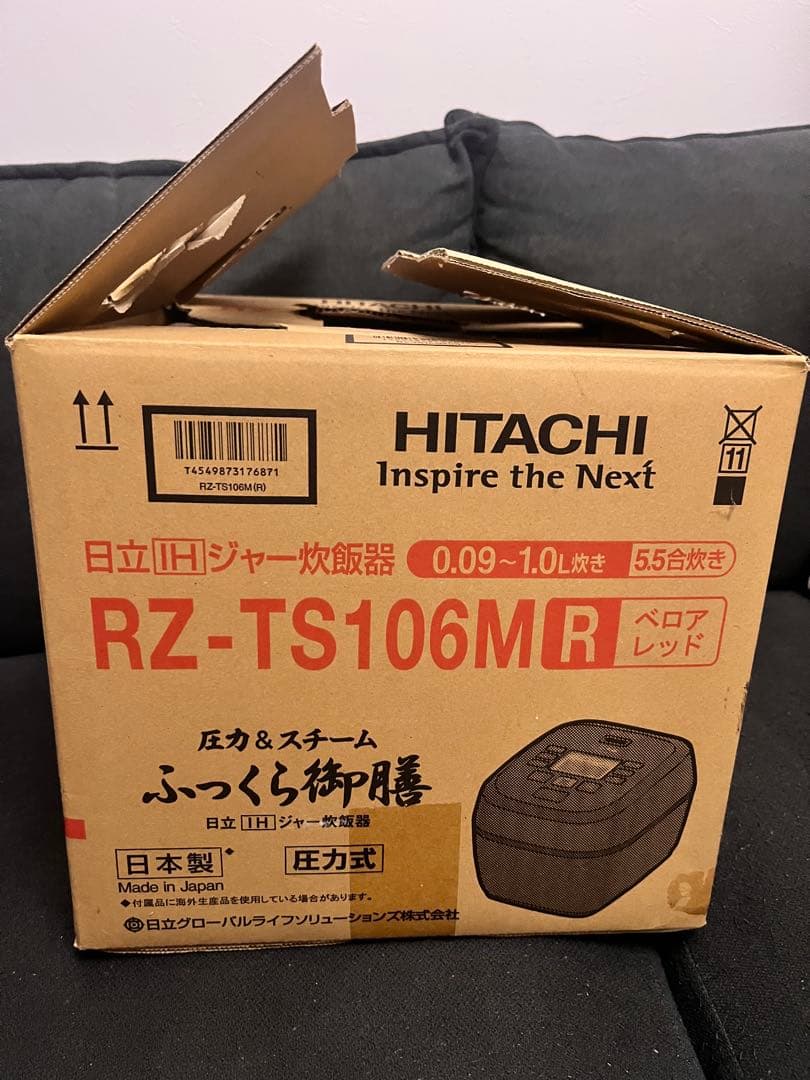 HITACHI
T4549873176871
RZ-TS106M(R)
HITACHI
Inspire the Next
11
日立IHジャー炊飯器 0.09~1.0L炊き 5.5合炊き
RZ-TS106M R ベロア
レッド
圧力&スチーム
ふっくら御膳
日立IHジャー炊飯器
日本製◆ 圧力式
Made in Japan
◆付属品に海外生産品を使用している場合があります。
日立グローバルライフソリューションズ株式会社